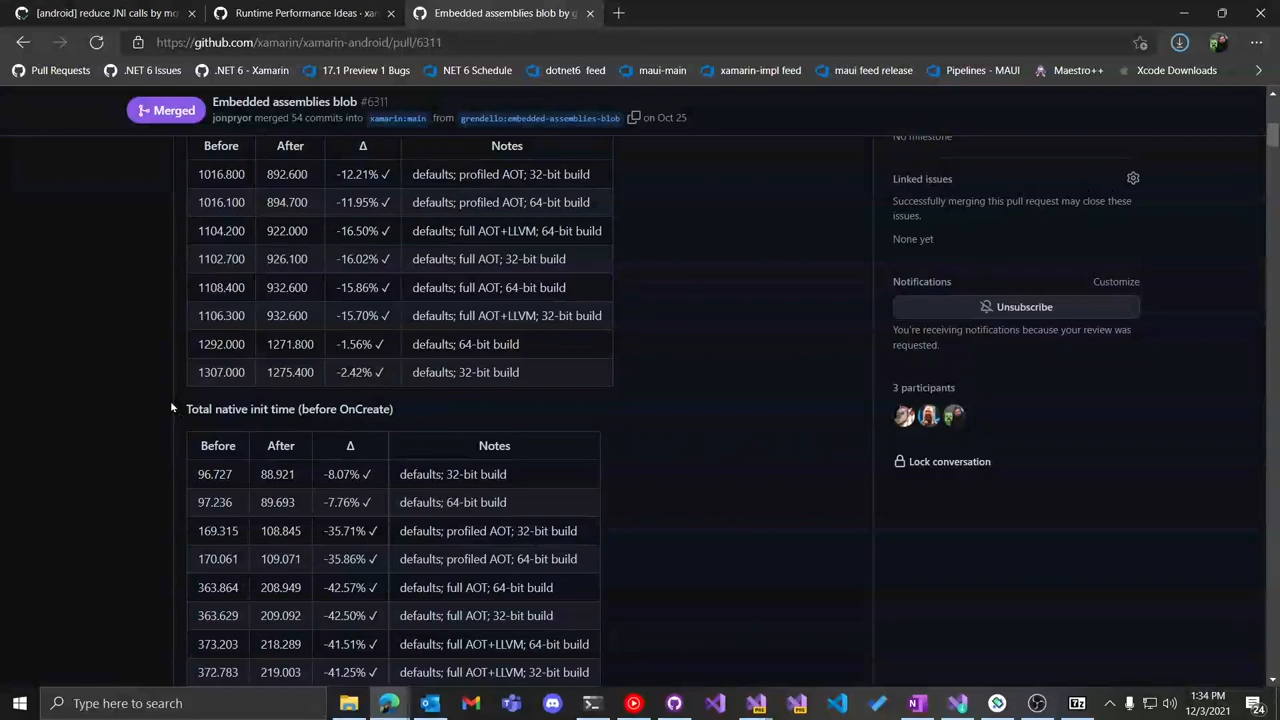 [android] reduce JNI calls by mo
Runtime Performance Ideas · xa
Embedded assemblies blob by g
https://github.com/xamarin/xamarin-android/pull/6311
Pull Requests
.NET 6 Issues
.NET 6 - Xamarin
17.1 Preview 1 Bugs
NET 6 Schedule
dotnet6 feed
maui-main
xamarin-impl feed
maui feed release
Pipelines - MAUI
Maestro++
Xcode Downloads
Merged
Embedded assemblies blob #6311
jonpryor merged 54 commits into xamarin:main from grendello:embedded-assemblies-blob on Oct 25
Before After Δ Notes
1016.800 892.600 -12.21% ✓ defaults; profiled AOT; 32-bit build
1016.100 894.700 -11.95% ✓ defaults; profiled AOT; 64-bit build
1104.200 922.000 -16.50% ✓ defaults; full AOT+LLVM; 64-bit build
1102.700 926.100 -16.02% ✓ defaults; full AOT; 32-bit build
1108.400 932.600 -15.86% ✓ defaults; full AOT; 64-bit build
1106.300 932.600 -15.70% ✓ defaults; full AOT+LLVM; 32-bit build
1292.000 1271.800 -1.56% ✓ defaults; 64-bit build
1307.000 1275.400 -2.42% ✓ defaults; 32-bit build
Total native init time (before OnCreate)
Before After Δ Notes
96.727 88.921 -8.07% ✓ defaults; 32-bit build
97.236 89.693 -7.76% ✓ defaults; 64-bit build
169.315 108.845 -35.71% ✓ defaults; profiled AOT; 32-bit build
170.061 109.071 -35.86% ✓ defaults; profiled AOT; 64-bit build
363.864 208.949 -42.57% ✓ defaults; full AOT; 64-bit build
363.629 209.092 -42.50% ✓ defaults; full AOT; 32-bit build
373.203 218.289 -41.51% ✓ defaults; full AOT+LLVM; 64-bit build
372.783 219.003 -41.25% ✓ defaults; full AOT+LLVM; 32-bit build
No milestone
Linked issues
Successfully merging this pull request may close these
issues.
None yet
Notifications Customize
Unsubscribe
You're receiving notifications because your review was
requested.
3 participants
Lock conversation
Type here to search
PRE
PRE
1:34 PM
12/3/2021
24